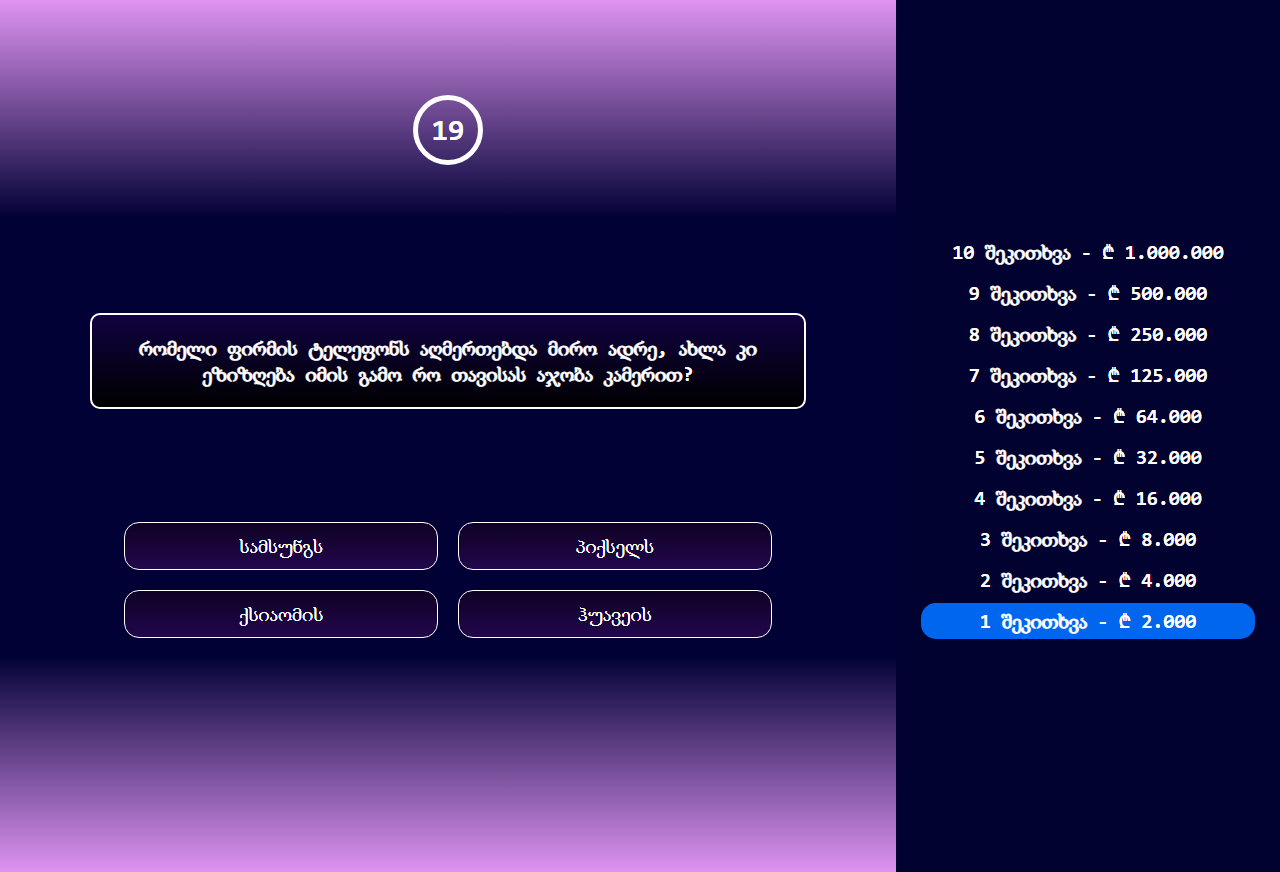 19
რომელი ფირმის ტელეფონს აღმერთებდა მირო ადრე, ახლა კი
ეზიზღება იმის გამო რო თავისას აჯობა კამერით?
სამსუნგს
პიქსელს
ქსიაომის
ჰუავეის
10 შეკითხვა - ₾ 1.000.000
9 შეკითხვა - ₾ 500.000
8 შეკითხვა - ₾ 250.000
7 შეკითხვა - ₾ 125.000
6 შეკითხვა - ₾ 64.000
5 შეკითხვა - ₾ 32.000
4 შეკითხვა - ₾ 16.000
3 შეკითხვა - ₾ 8.000
2 შეკითხვა - ₾ 4.000
1 შეკითხვა - ₾ 2.000